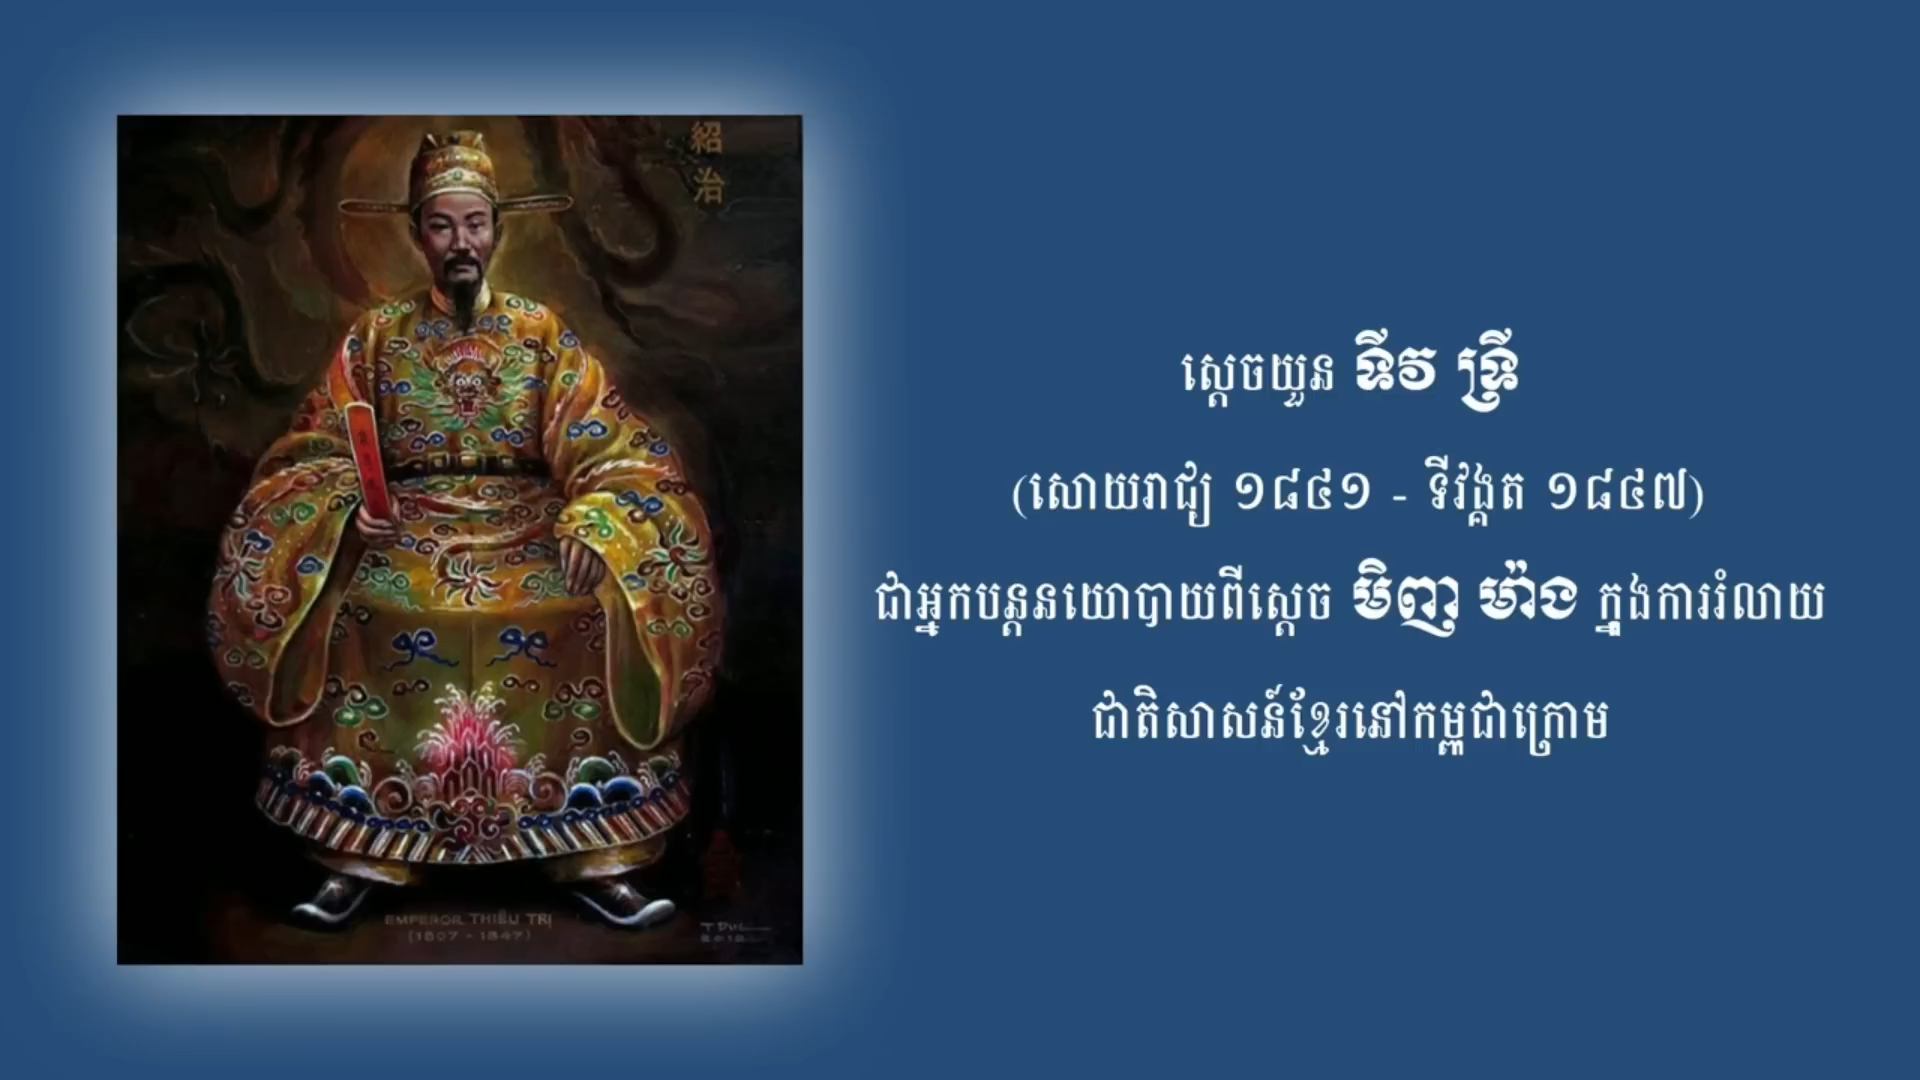 紹治
EMPEROR THIỆU TRỊ
(1807 - 1847)
ស្ដេចយួន ទីវ ទ្រី
(សោយរាជ្យ ១៨៤១ - ទីវង្គត ១៨៤៧)
ជាអ្នកបន្តនយោបាយពីស្ដេច មិញ ម៉ាង ក្នុងការរំលាយ
ជាតិសាសន៍ខ្មែរនៅកម្ពុជាក្រោម